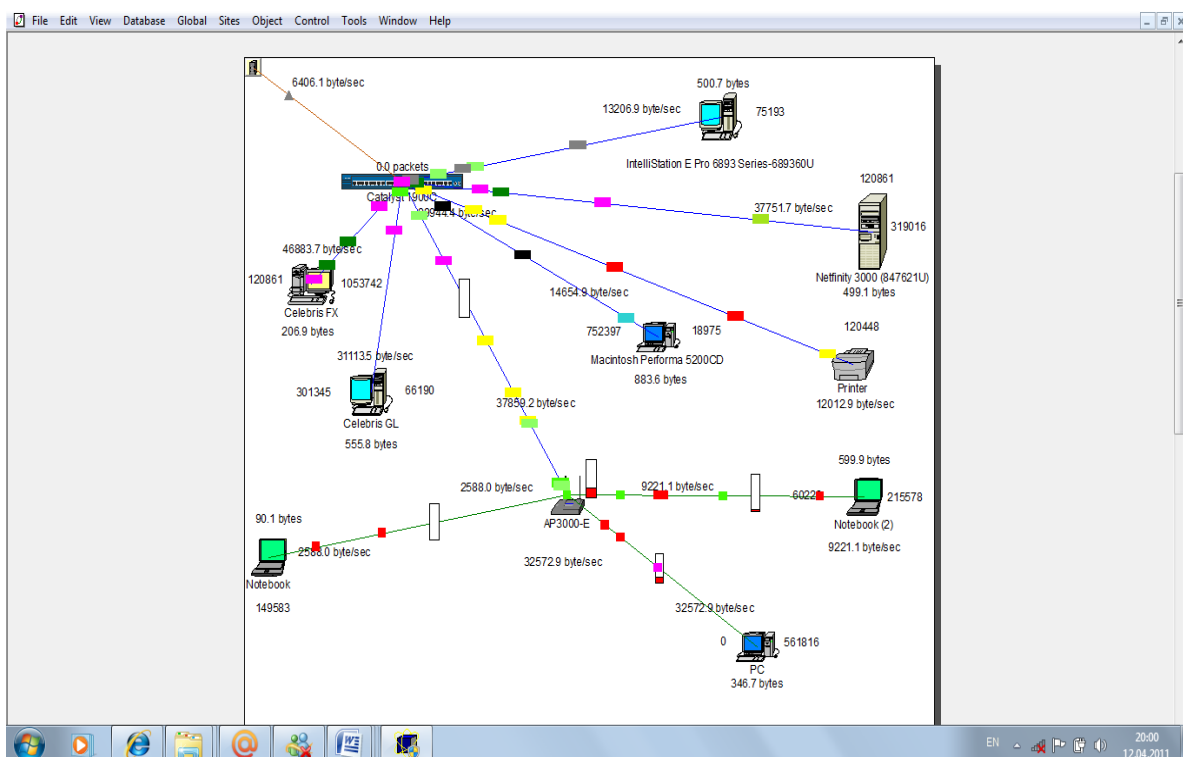 File Edit View Database Global Sites Object Control Tools Window Help
6406.1 byte/sec
500.7 bytes
13206.9 byte/sec
75193
IntelliStation E Pro 6893 Series-689360U
0.0 packets
120861
37751.7 byte/sec
319016
46883.7 byte/sec
120861
1053742
Netfinity 3000 (847621U)
499.1 bytes
14654.9 byte/sec
Celebris FX
206.9 bytes
752397
18975
120448
31113.5 byte/sec
Macintosh Performa 5200CD
883.6 bytes
Printer
301345
66190
37859.2 byte/sec
12012.9 byte/sec
Celebris GL
555.8 bytes
599.9 bytes
2588.0 byte/sec
9221.1 byte/sec
215578
90.1 bytes
AP3000-E
Notebook (2)
2588.0 byte/sec
9221.1 byte/sec
32572.9 byte/sec
Notebook
149583
32572.9 byte/sec
0
561816
PC
346.7 bytes
EN
20:00
12.04.2011